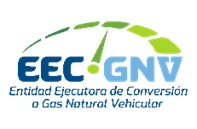 EEC GNV
Entidad Ejecutora de Conversión
a Gas Natural Vehicular